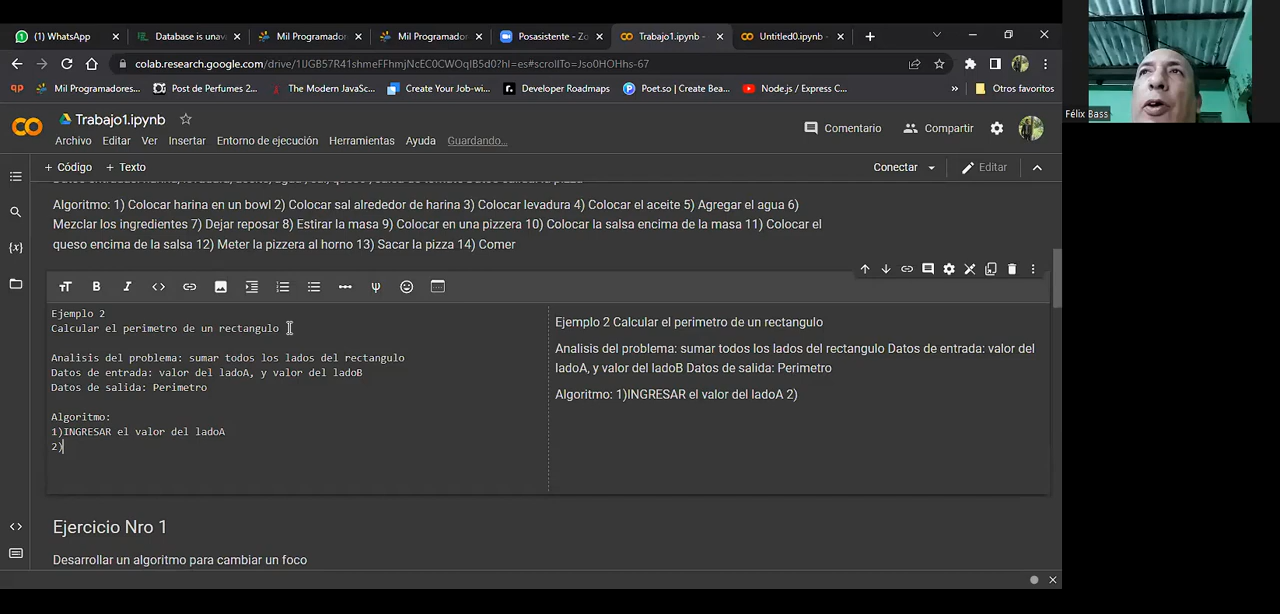 (1) WhatsApp
Database is unav
Mil Programador
Mil Programador
Posasistente - Zo
Trabajo1.ipynb -
Untitled0.ipynb -
colab.research.google.com/drive/
hl=es#scrollTo=Jso0HOHhs-67
qp
Mil Programadores...
Post de Perfumes 2...
The Modern JavaSc...
Create Your Job-wi...
Developer Roadmaps
Poet.so / Create Bea...
Node.js / Express C...
»
Otros favoritos
Trabajo1.ipynb
Comentario
Compartir
Archivo Editar Ver Insertar Entorno de ejecución Herramientas Ayuda Guardando...
+ Código + Texto
Conectar
Editar
Algoritmo: 1) Colocar harina en un bowl 2) Colocar sal alrededor de harina 3) Colocar levadura 4) Colocar el aceite 5) Agregar el agua 6)
Mezclar los ingredientes 7) Dejar reposar 8) Estirar la masa 9) Colocar en una pizzera 10) Colocar la salsa encima de la masa 11) Colocar el
queso encima de la salsa 12) Meter la pizzera al horno 13) Sacar la pizza 14) Comer
Ejemplo 2
Calcular el perimetro de un rectangulo
Analisis del problema: sumar todos los lados del rectangulo
Datos de entrada: valor del ladoA, y valor del ladoB
Datos de salida: Perimetro
Algoritmo:
1)INGRESAR el valor del ladoA
2)
Ejemplo 2 Calcular el perimetro de un rectangulo
Analisis del problema: sumar todos los lados del rectangulo Datos de entrada: valor del
ladoA, y valor del ladoB Datos de salida: Perimetro
Algoritmo: 1)INGRESAR el valor del ladoA 2)
Ejercicio Nro 1
Desarrollar un algoritmo para cambiar un foco
Félix Bass